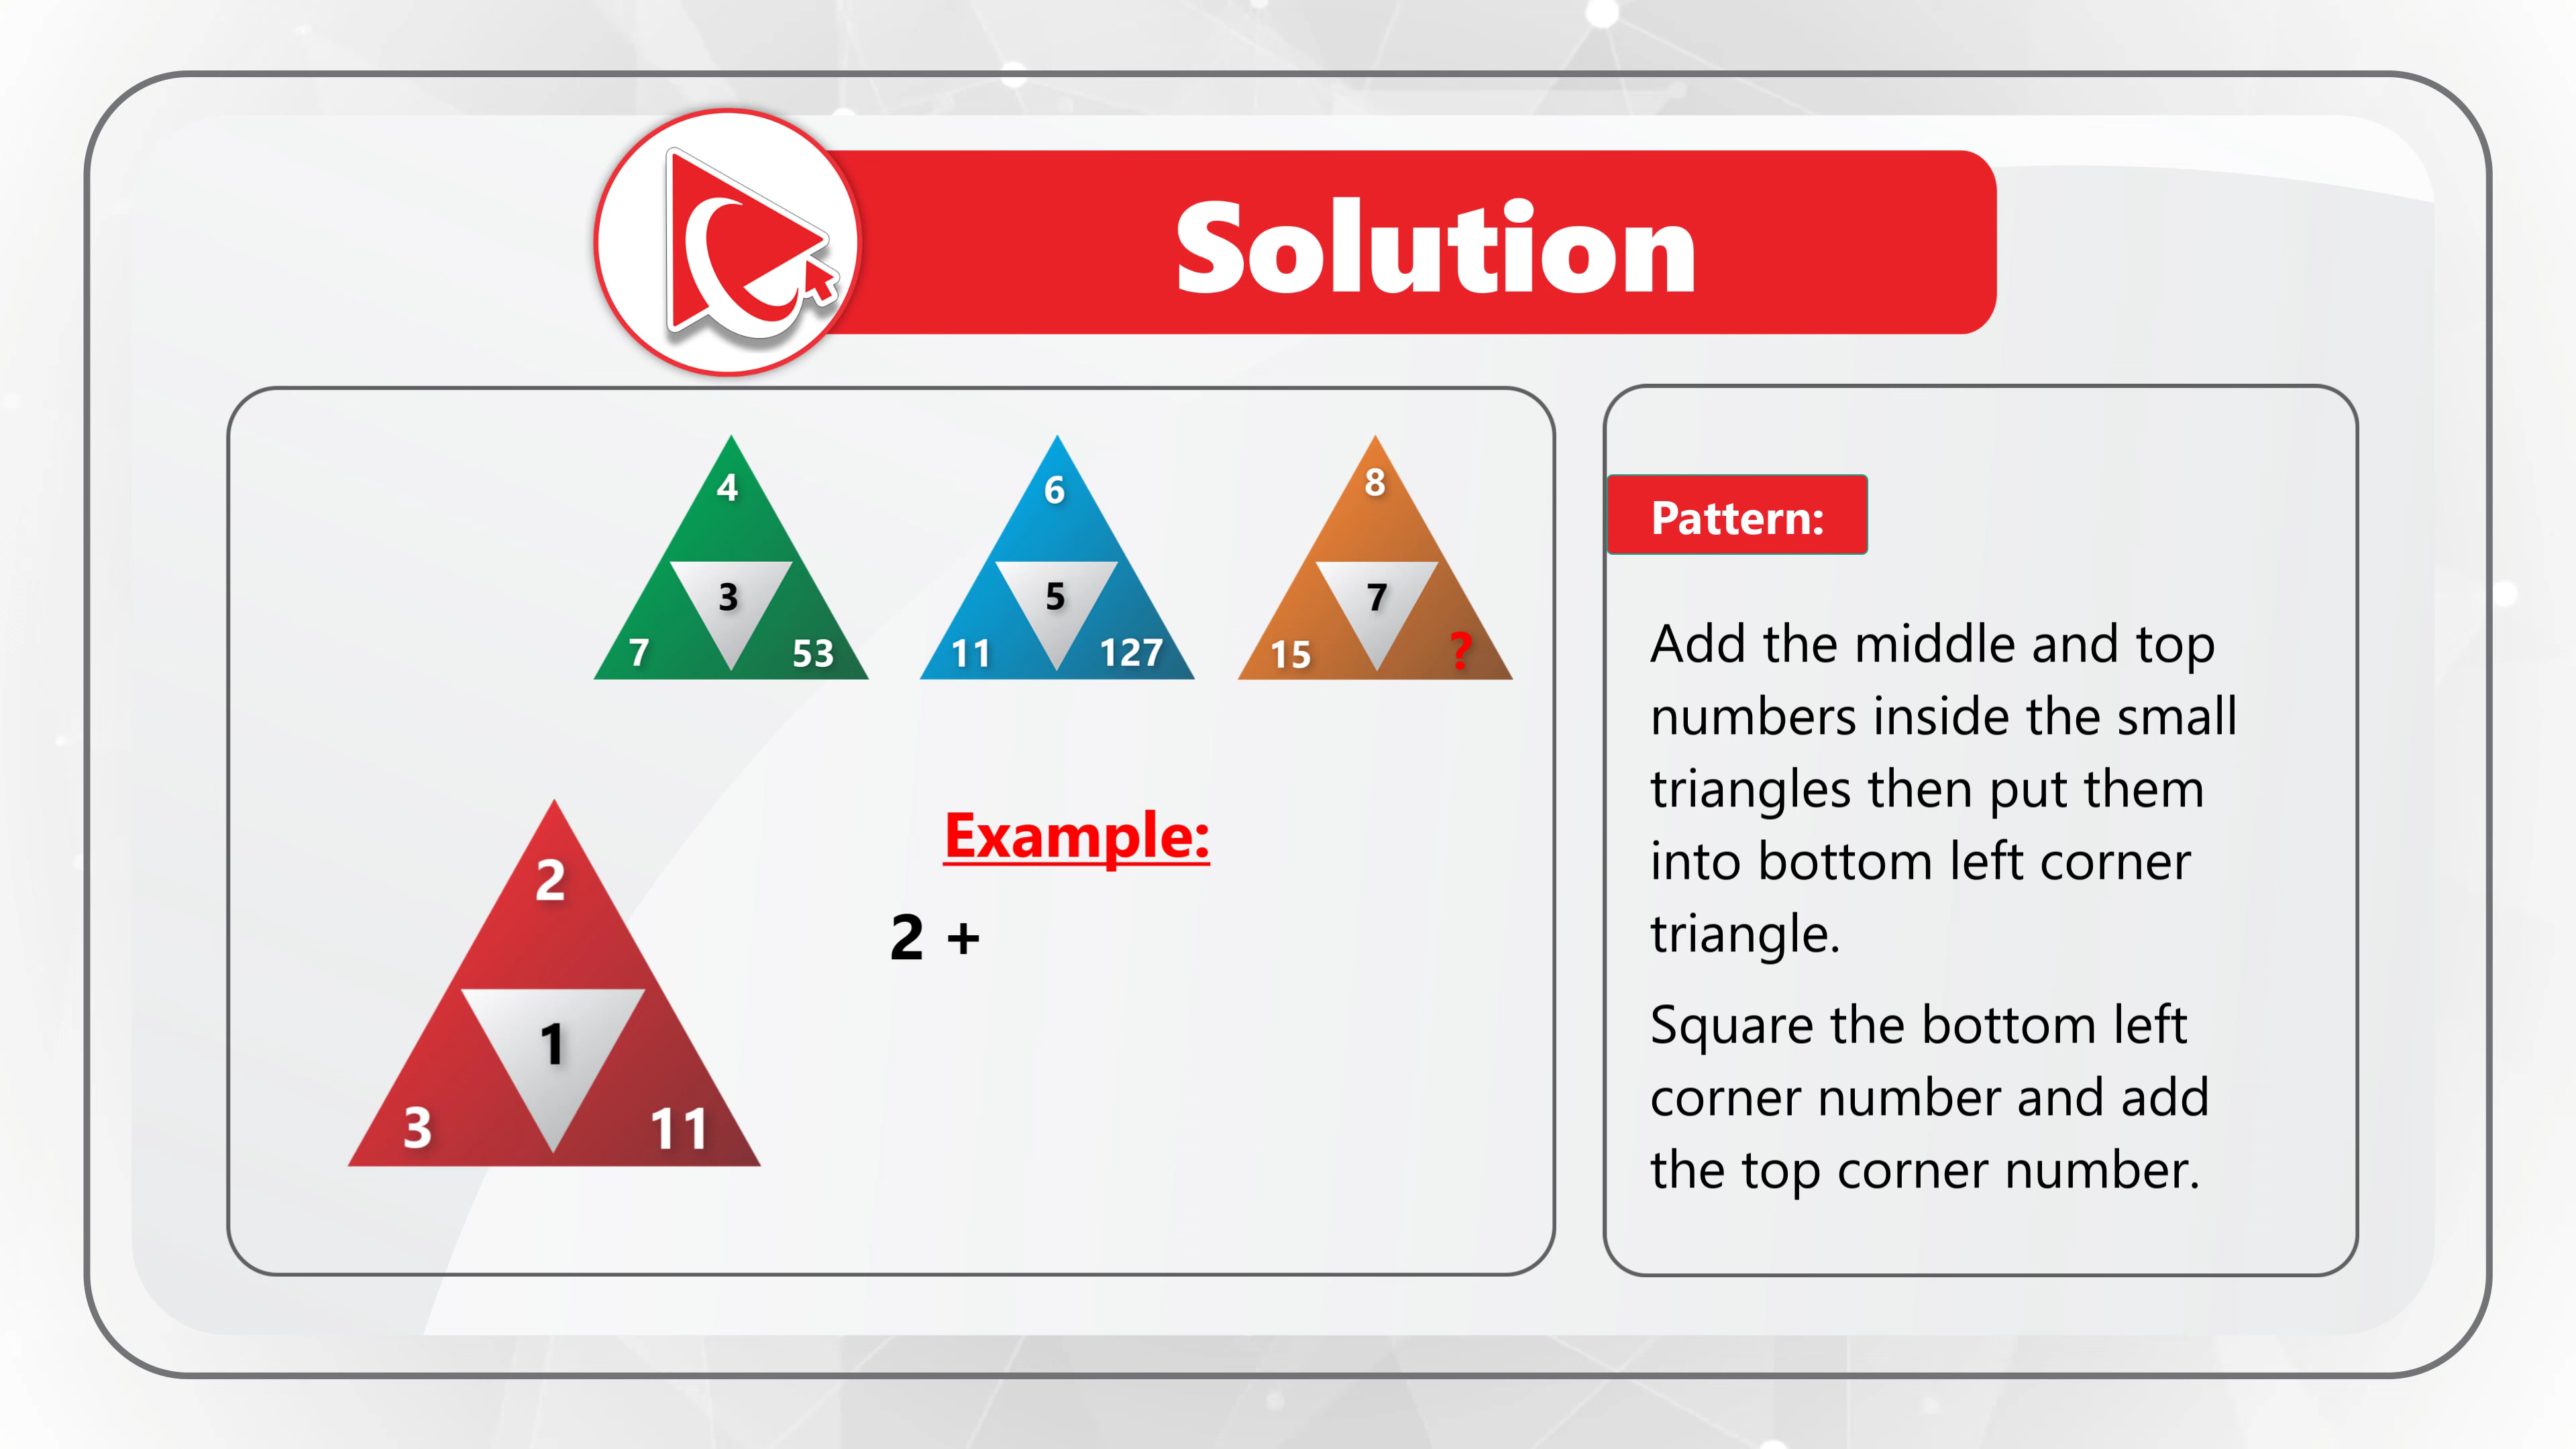 Solution
4
3
7 53
6
5
11 127
8
7
15 ?
Pattern:
Add the middle and top
numbers inside the small
triangles then put them
into bottom left corner
triangle.
Square the bottom left
corner number and add
the top corner number.
Example:
2 +
2
1
3 11